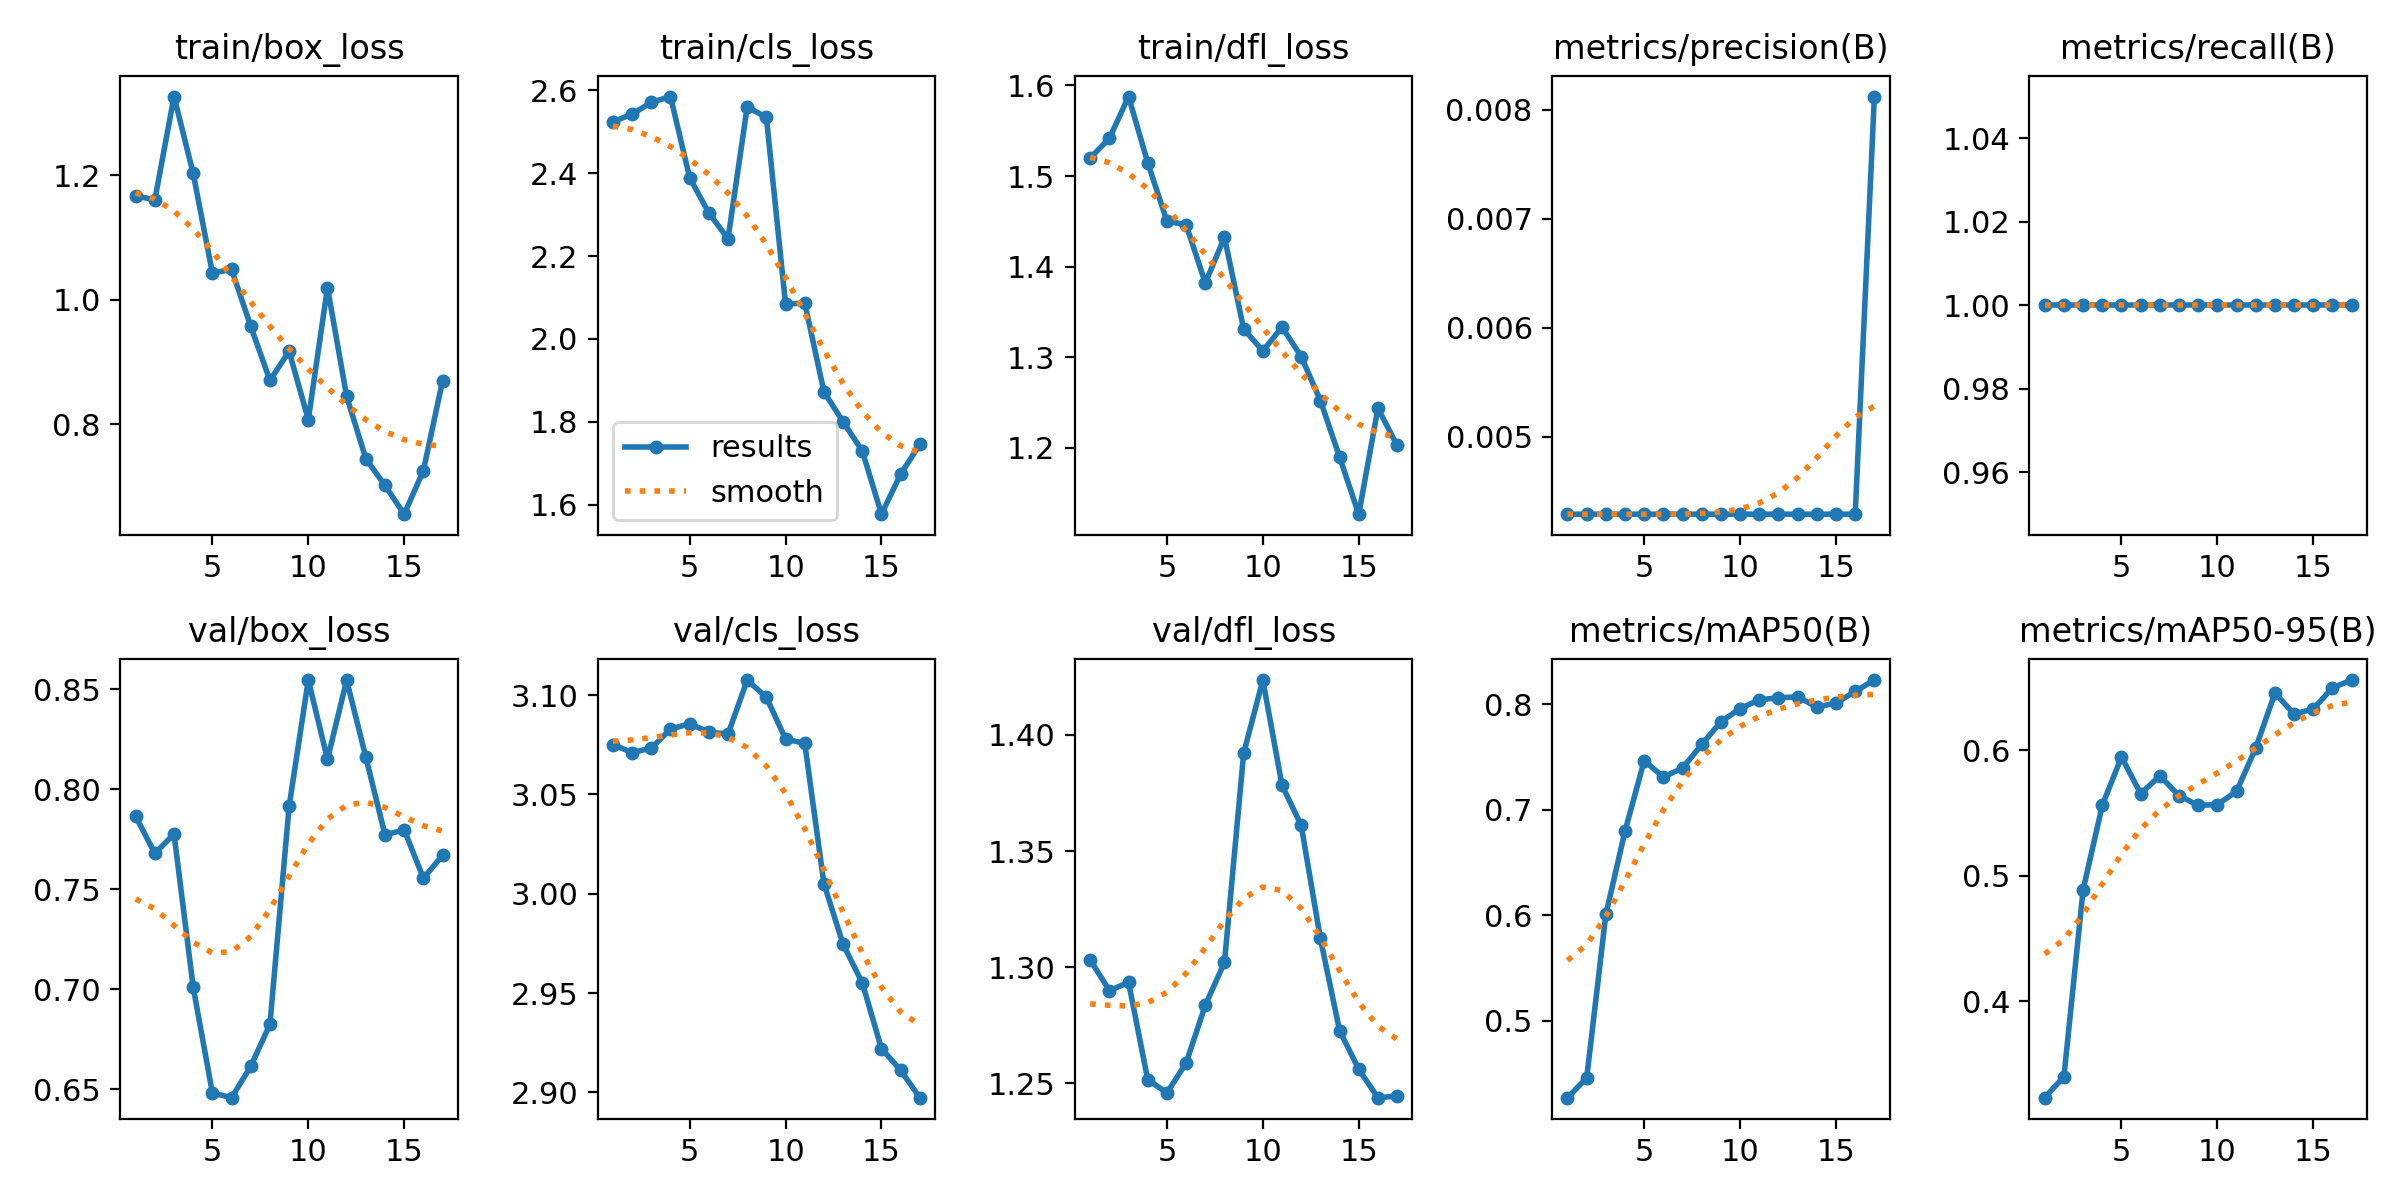 train/box_loss
1.2
1.0
0.8
5 10 15
train/cls_loss
2.6
2.4
2.2
2.0
1.8
1.6
results
smooth
5 10 15
train/dfl_loss
1.6
1.5
1.4
1.3
1.2
5 10 15
metrics/precision(B)
0.008
0.007
0.006
0.005
5 10 15
metrics/recall(B)
1.04
1.02
1.00
0.98
0.96
5 10 15
val/box_loss
0.85
0.80
0.75
0.70
0.65
5 10 15
val/cls_loss
3.10
3.05
3.00
2.95
2.90
5 10 15
val/dfl_loss
1.40
1.35
1.30
1.25
5 10 15
metrics/mAP50(B)
0.8
0.7
0.6
0.5
5 10 15
metrics/mAP50-95(B)
0.6
0.5
0.4
5 10 15